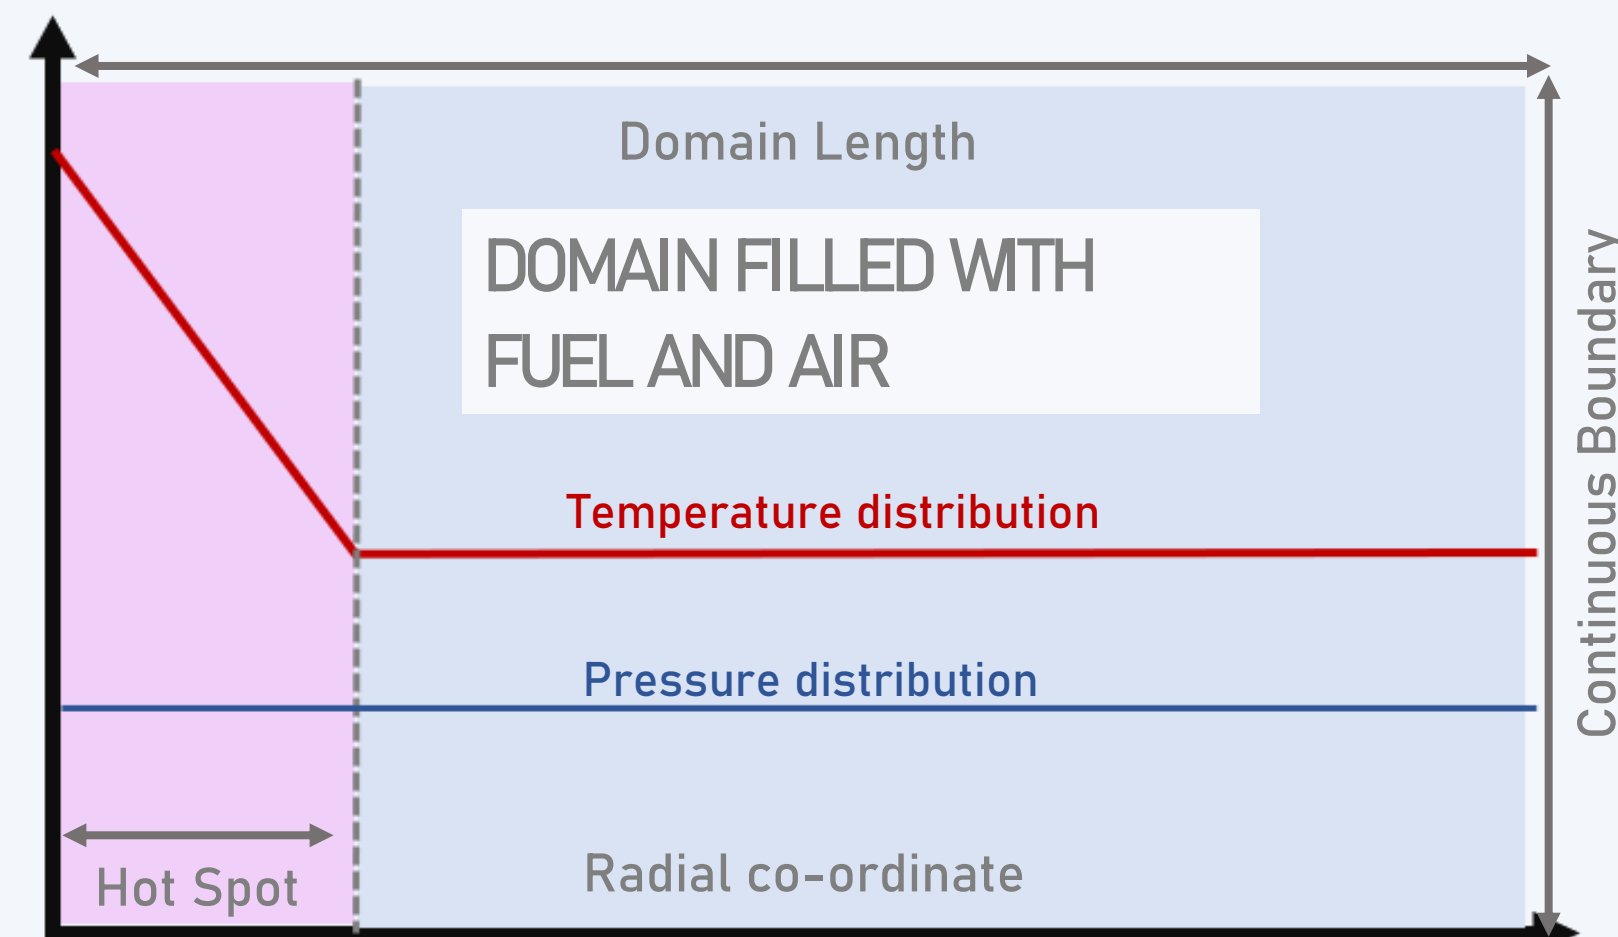 Domain Length
DOMAIN FILLED WITH
FUEL AND AIR
Continuous Boundary
Temperature distribution
Pressure distribution
Hot Spot
Radial co-ordinate